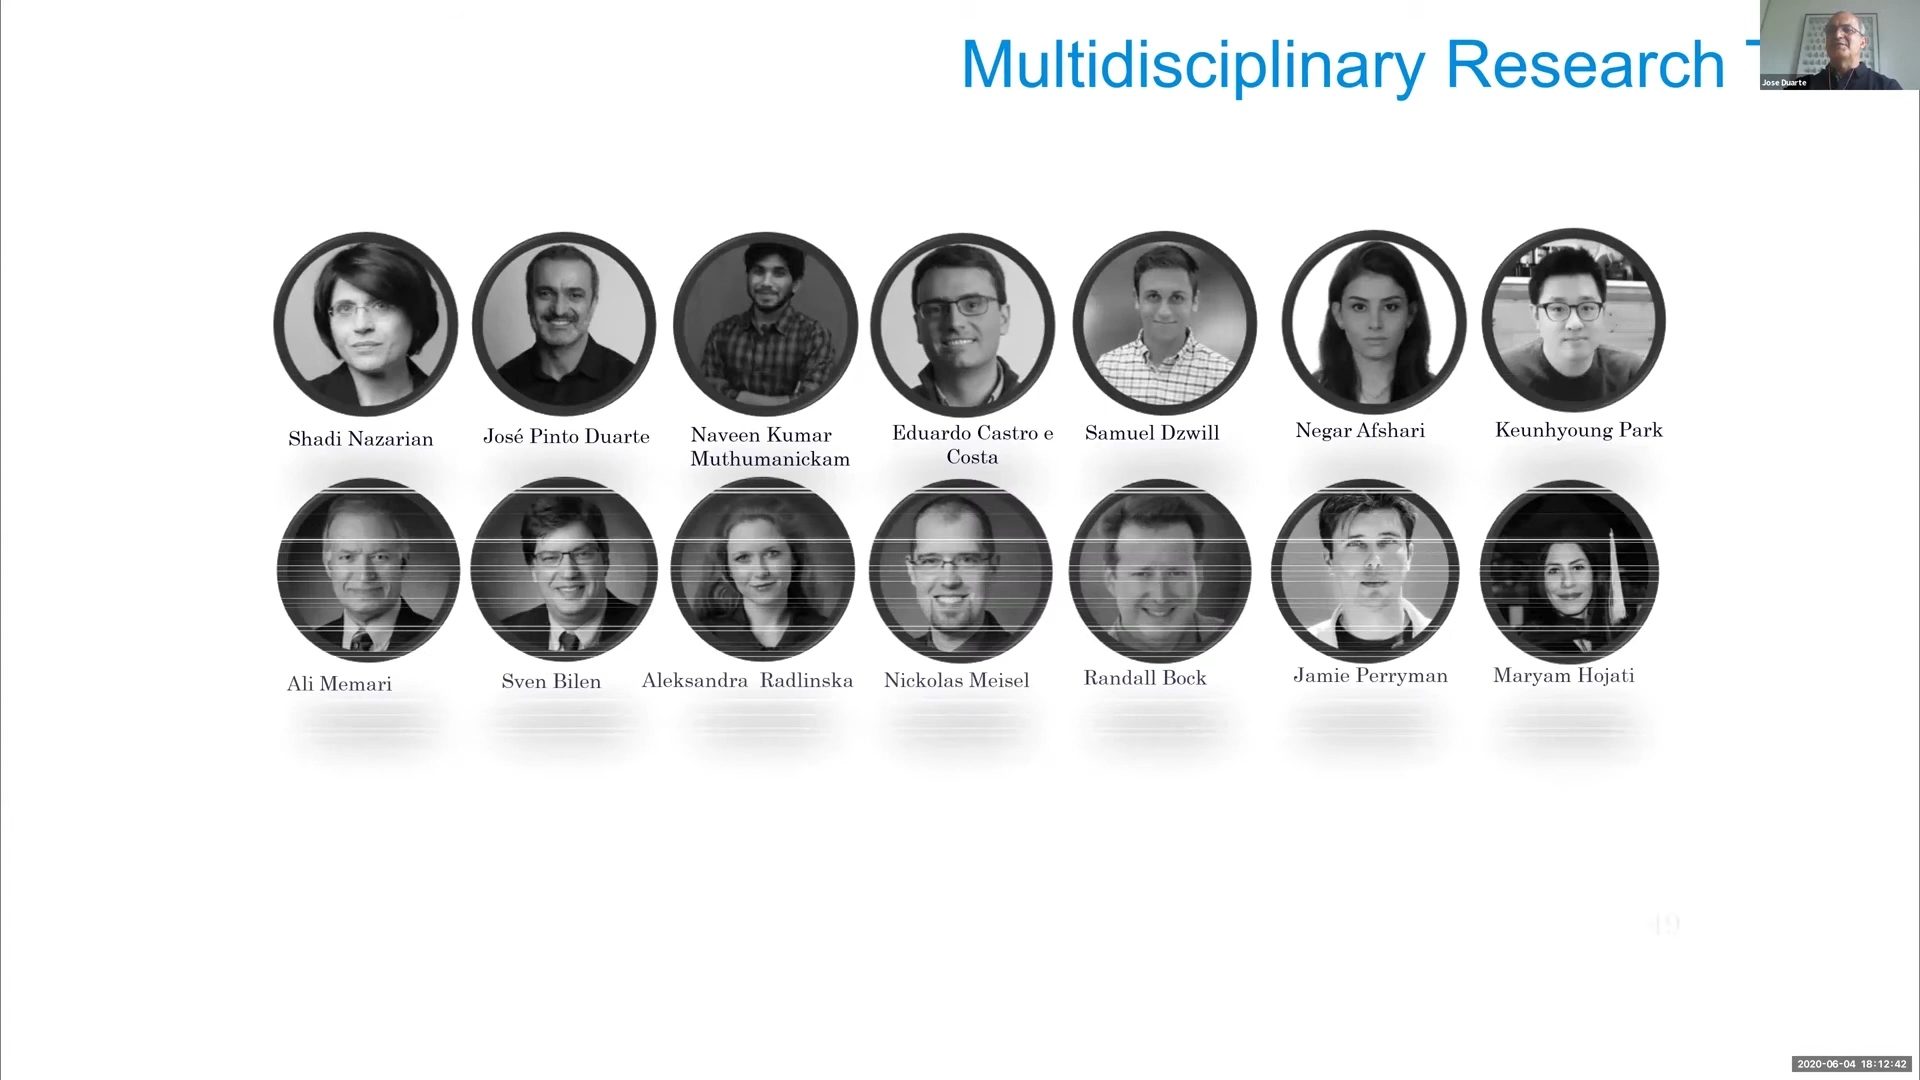 Multidisciplinary Research
Jose Duarte
Shadi Nazarian
José Pinto Duarte
Naveen Kumar
Muthumanickam
Eduardo Castro e
Costa
Samuel Dzwill
Negar Afshari
Keunhyoung Park
Ali Memari
Sven Bilen
Aleksandra Radlinska
Nickolas Meisel
Randall Bock
Jamie Perryman
Maryam Hojati
19
2020-06-04 18:12:42